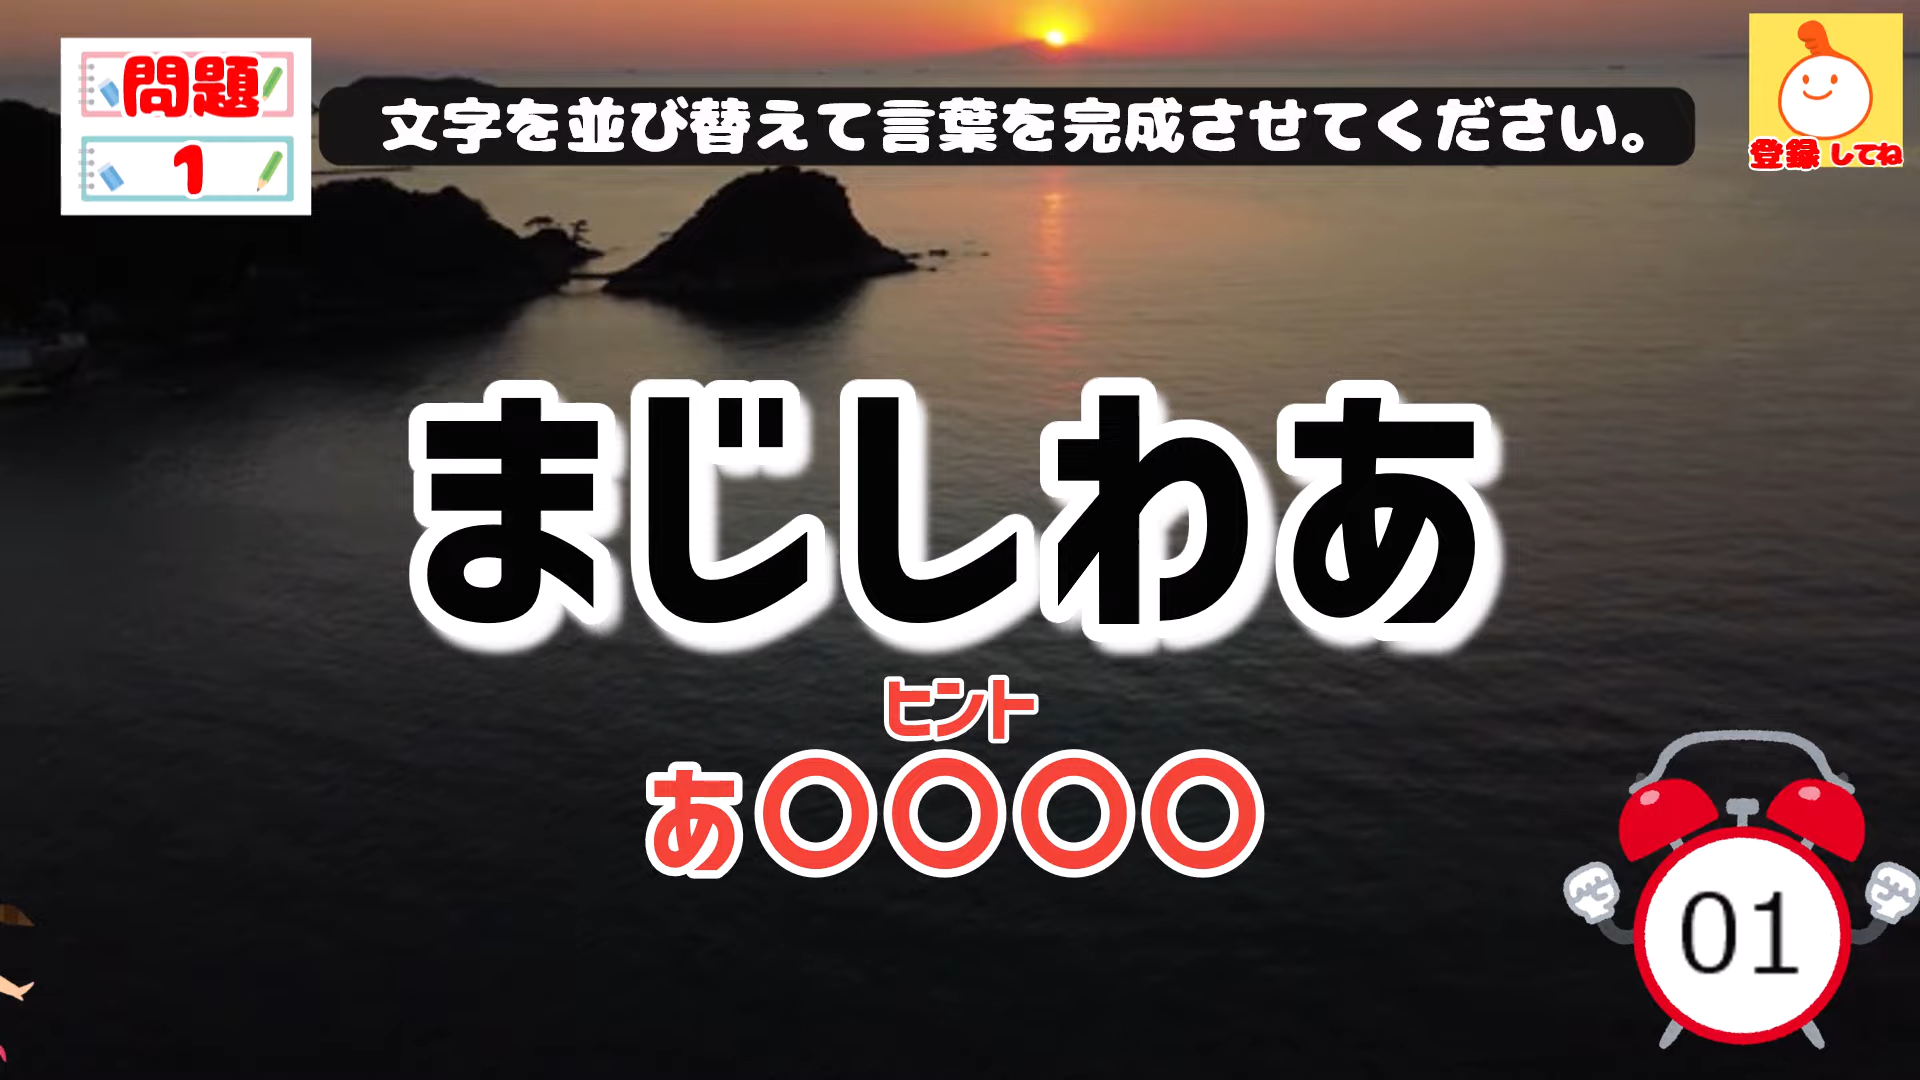 問題
1
文字を並び替えて言葉を完成させてください。
登録してね
まじしわあ
ヒント
あ〇〇〇〇
01